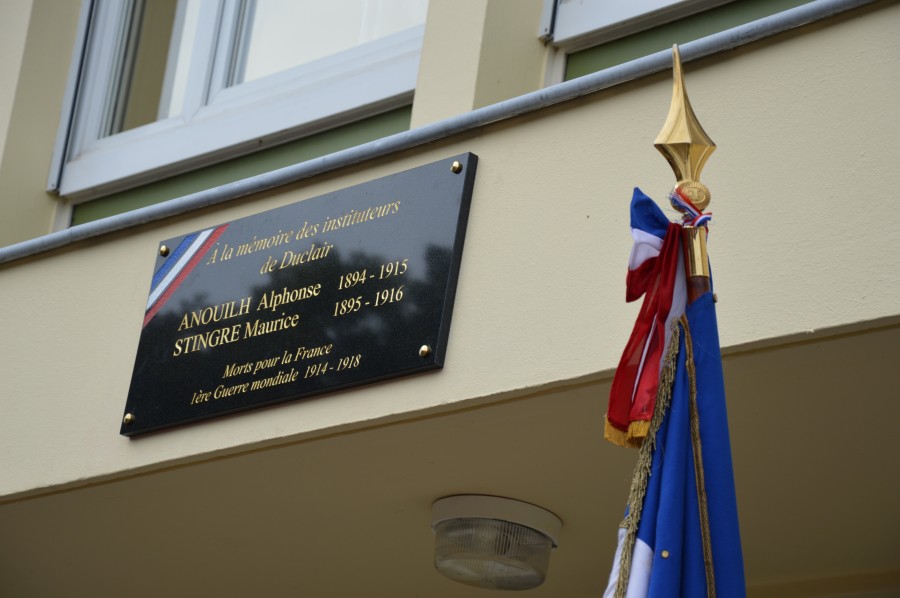 À la mémoire des instituteurs
de Duclair
ANOUILH Alphonse 1894 - 1915
STINGRE Maurice 1895 - 1916
Morts pour la France
1ère Guerre mondiale 1914 - 1918